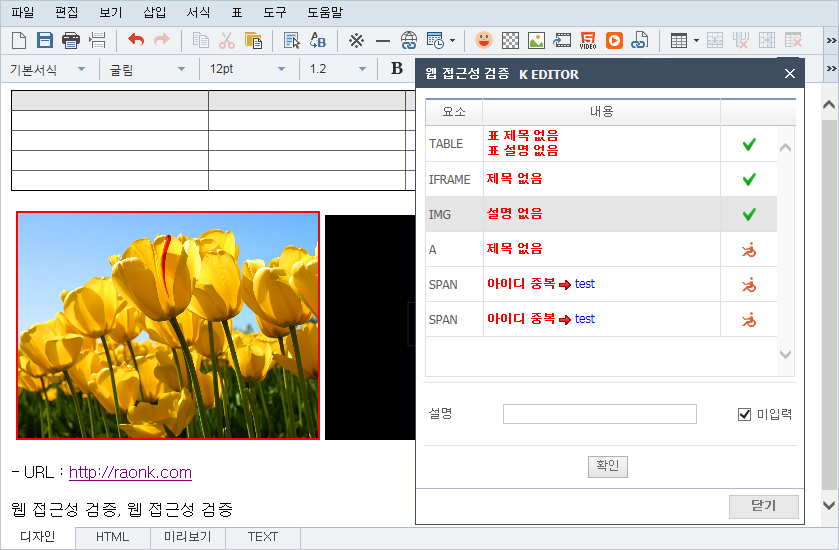 파일 편집 보기 삽입 서식 표 도구 도움말
VIDEO
기본서식 굴림 12pt 1.2 B
웹 접근성 검증 K EDITOR
요소 내용
TABLE 표 제목 없음
표 설명 없음
IFRAME 제목 없음
IMG 설명 없음
A 제목 없음
SPAN 아이디 중복 test
SPAN 아이디 중복 test
설명 미입력
확인
닫기
- URL : http://raonk.com
웹 접근성 검증, 웹 접근성 검증
디자인 HTML 미리보기 TEXT